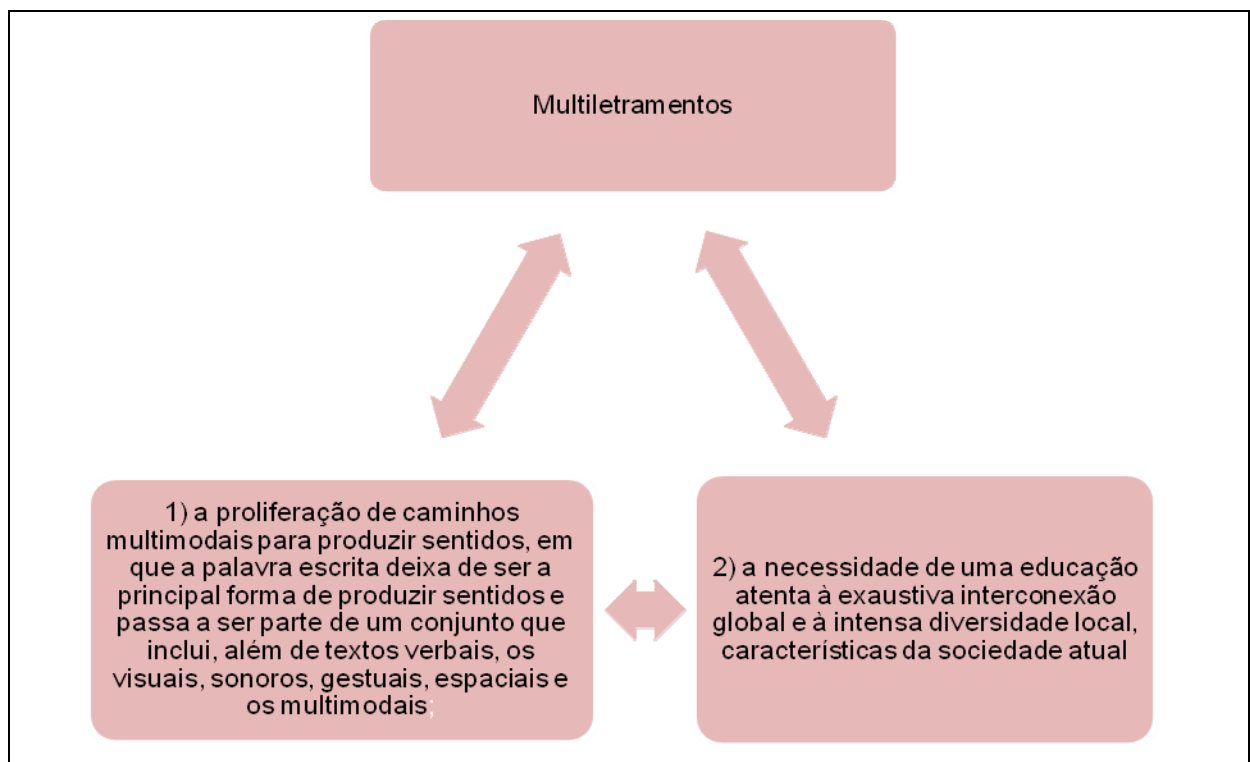 Multiletramentos
1) a proliferação de caminhos
multimodais para produzir sentidos, em
que a palavra escrita deixa de ser a
principal forma de produzir sentidos e
passa a ser parte de um conjunto que
inclui, além de textos verbais, os
visuais, sonoros, gestuais, espaciais e
os multimodais;
2) a necessidade de uma educação
atenta à exaustiva interconexão
global e à intensa diversidade local,
características da sociedade atual